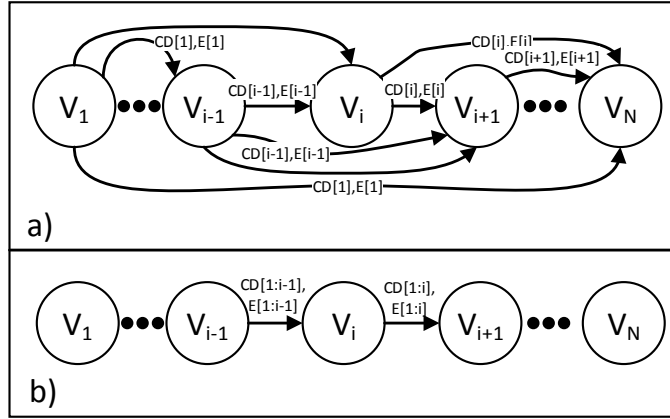 CD[1],E[1]
CD[i],E[i]
CD[i+1],E[i+1]
V1
Vi-1
CD[i-1],E[i-1]
Vi
CD[i],E[i]
Vi+1
VN
CD[i-1],E[i-1]
CD[1],E[1]
a)
CD[1:i-1],
E[1:i-1]
CD[1:i],
E[1:i]
V1
Vi-1
Vi
Vi+1
VN
b)